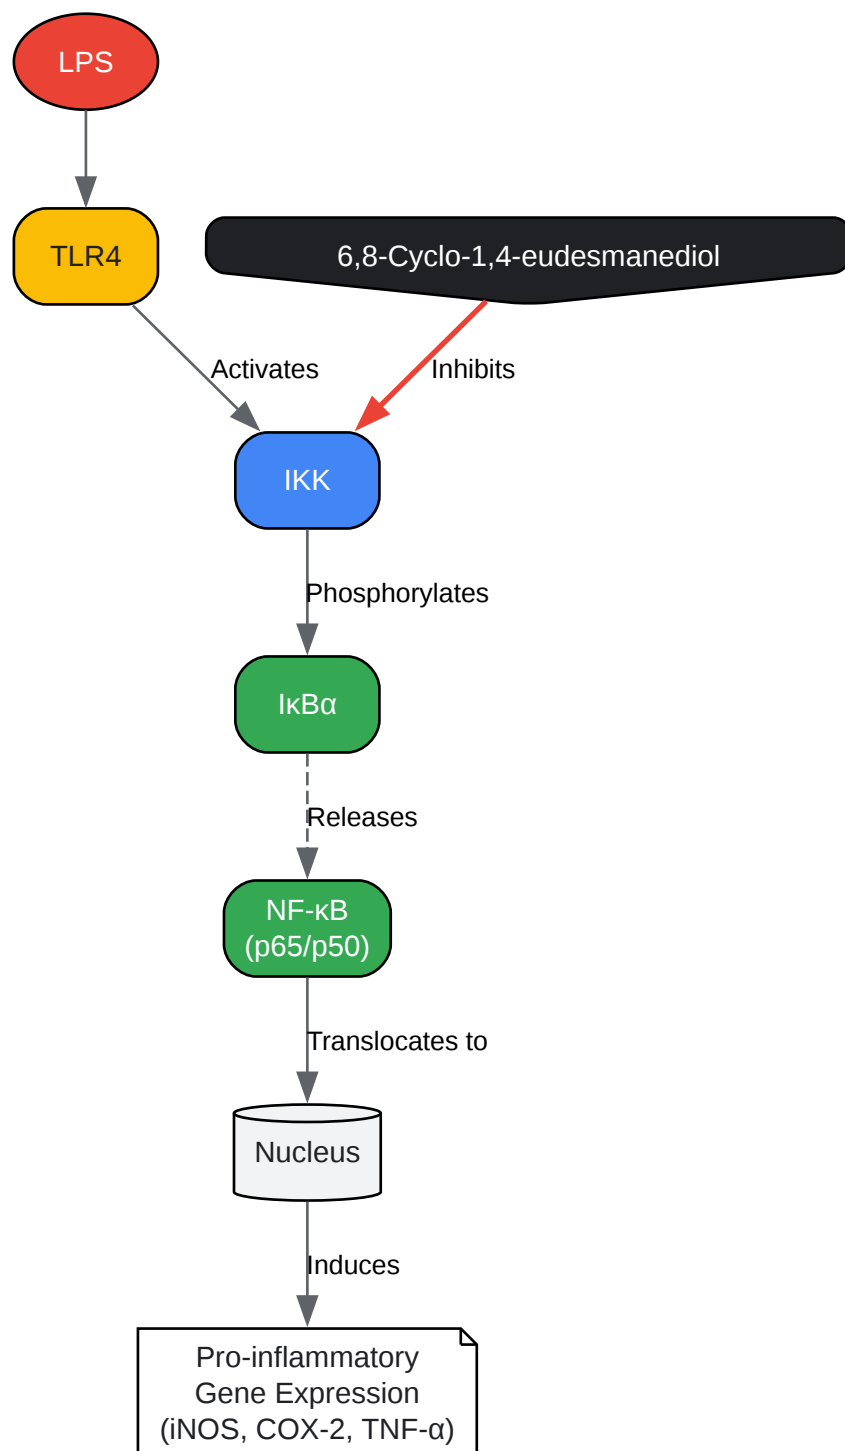 LPS
TLR4
6,8-Cyclo-1,4-eudesmanediol
Activates
Inhibits
IKK
Phosphorylates
IκBα
Releases
NF-κB
(p65/p50)
Translocates to
Nucleus
Induces
Pro-inflammatory
Gene Expression
(iNOS, COX-2, TNF-α)